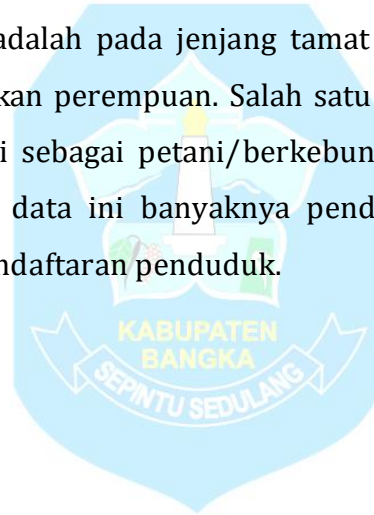 adalah pada jenjang tamat
kan perempuan. Salah satu
i sebagai petani/berkebun
data ini banyaknya pend
ndaftaran penduduk.
KABUPATEN
BANGKA
SEPINTU SEDULANG